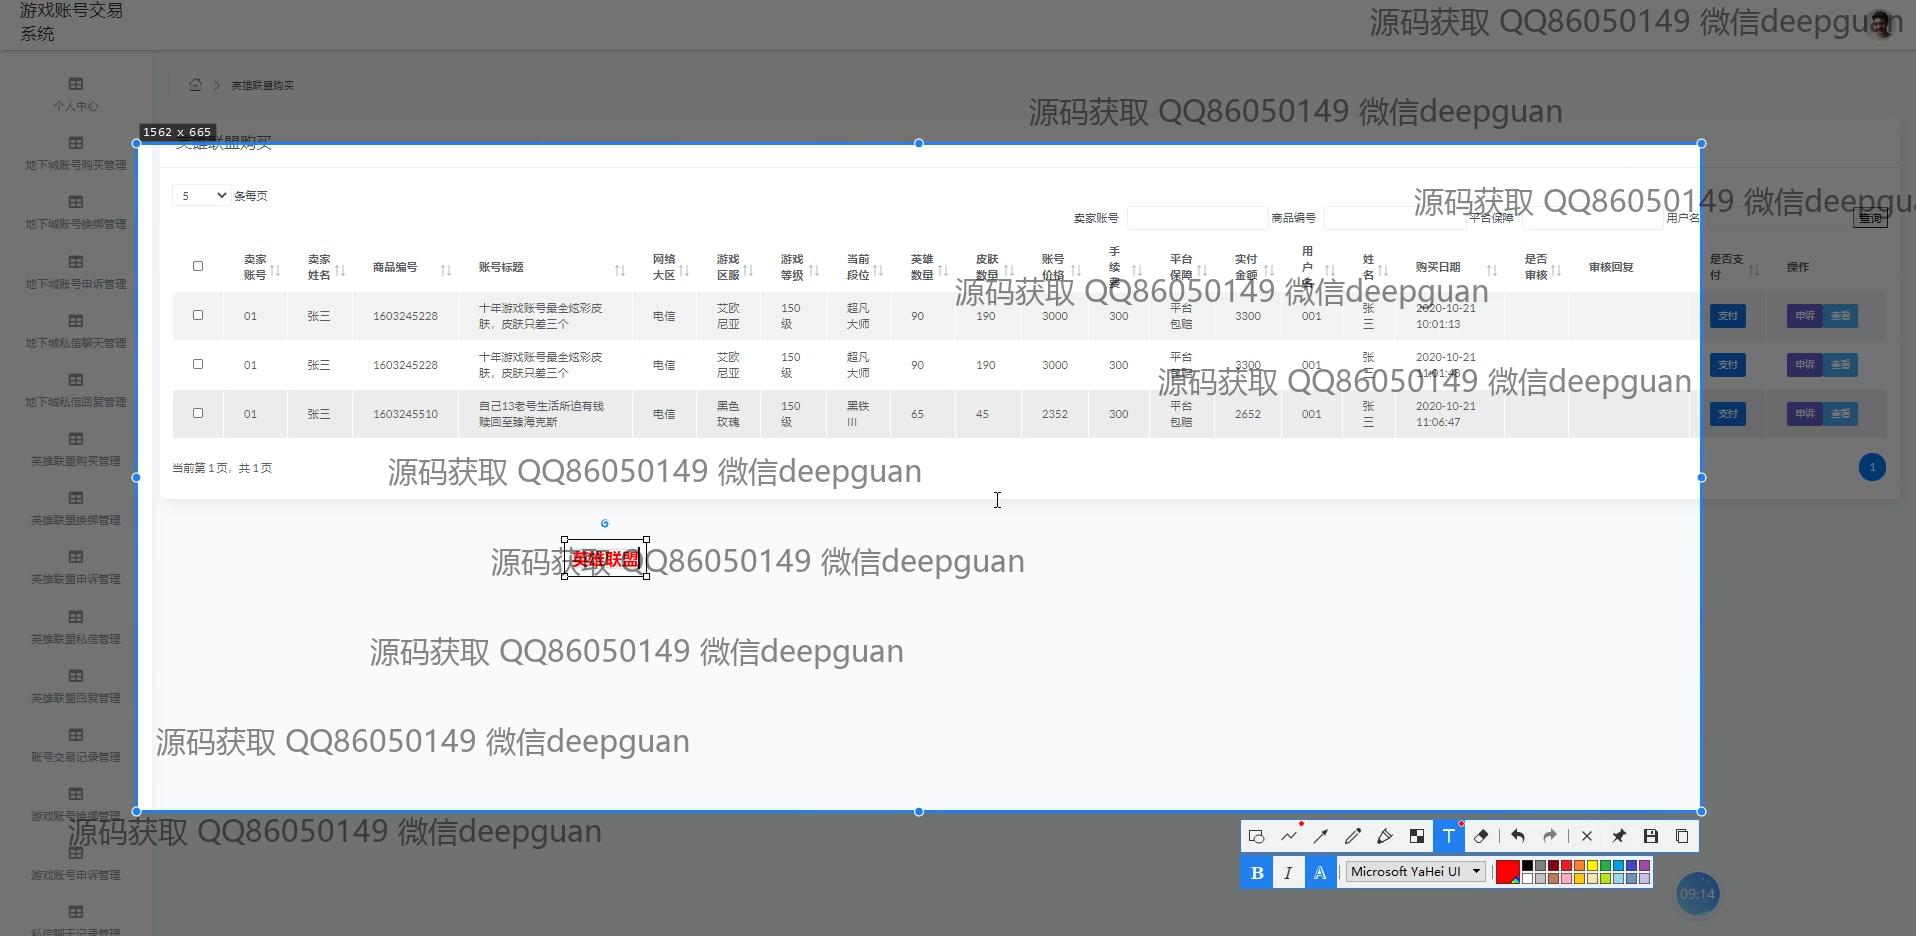 游戏账号交易
系统
源码获取 QQ86050149 微信deepguan
英雄联盟购买
源码获取 QQ86050149 微信deepguan
1562 x 665
英雄联盟购买
个人中心
地下城账号购买管理
地下城账号换绑管理
地下城账号申诉管理
地下城私信聊天管理
地下城私信回复管理
英雄联盟购买管理
英雄联盟换绑管理
英雄联盟申诉管理
英雄联盟私信管理
英雄联盟回复管理
账号交易记录管理
游戏账号换绑管理
游戏账号申诉管理
私信聊天记录管理
5 条每页
源码获取 QQ86050149 微信deepgua
卖家账号 商品编号 平台保障 用户名 查询
卖家账号 卖家姓名 商品编号 账号标题 网络大区 游戏区服 游戏等级 当前段位 英雄数量 皮肤数量 账号价格 手续费 平台保障 实付金额 用户名 姓名 购买日期 是否审核 审核回复 是否支付 操作
源码获取 QQ86050149 微信deepguan
01 张三 1603245228 十年游戏账号最全炫彩皮肤，皮肤只差三个 电信 艾欧尼亚 150级 超凡大师 90 190 3000 300 平台包赔 3300 001 张三 2020-10-21 10:01:13 支付 申诉 查看
01 张三 1603245228 十年游戏账号最全炫彩皮肤，皮肤只差三个 电信 艾欧尼亚 150级 超凡大师 90 190 3000 300 平台包赔 3300 001 张三 2020-10-21 支付 申诉 查看
源码获取 QQ86050149 微信deepguan
01 张三 1603245510 自己13老号生活所迫有钱赎回至臻海克斯 电信 黑色玫瑰 150级 黑铁III 65 45 2352 300 平台包赔 2652 001 张三 2020-10-21 11:06:47 支付 申诉 查看
当前第 1 页，共 1 页
1
源码获取 QQ86050149 微信deepguan
英雄联盟
源码获取 QQ86050149 微信deepguan
源码获取 QQ86050149 微信deepguan
源码获取 QQ86050149 微信deepguan
源码获取 QQ86050149 微信deepguan
T
B I A Microsoft YaHei UI
09:14